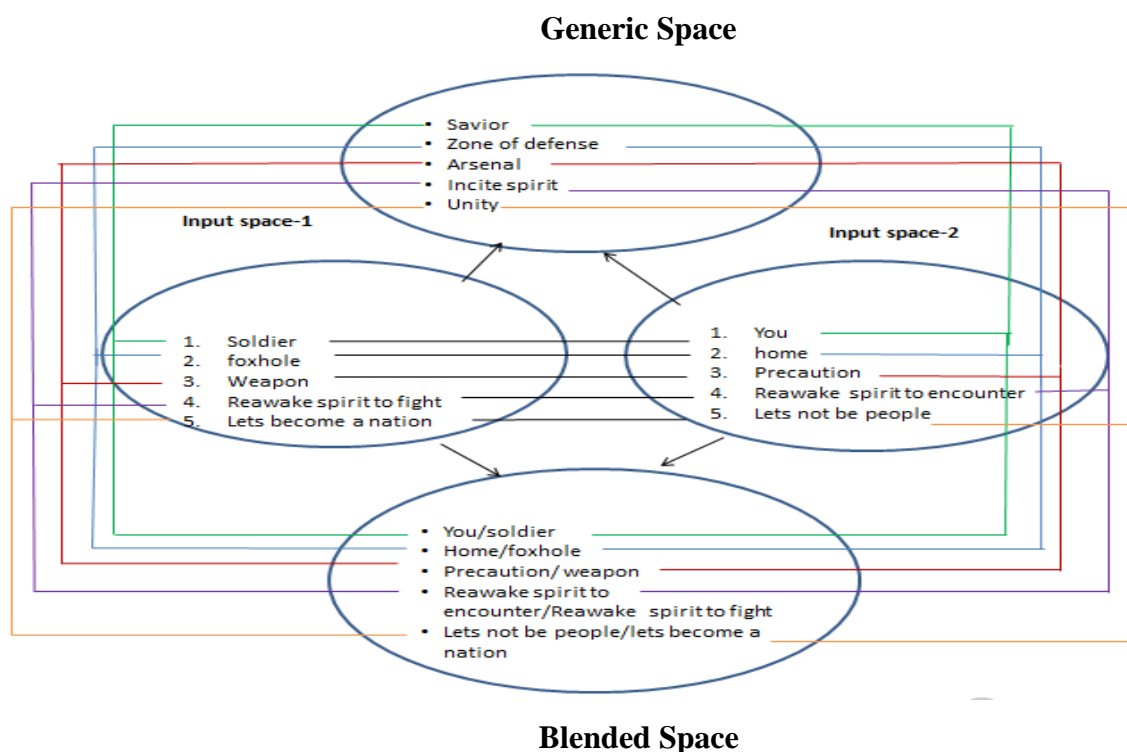 Generic Space
• Savior
• Zone of defense
• Arsenal
• Incite spirit
• Unity
Input space-1
Input space-2
1. Soldier
2. foxhole
3. Weapon
4. Reawake spirit to fight
5. Lets become a nation
1. You
2. home
3. Precaution
4. Reawake spirit to encounter
5. Lets not be people
• You/soldier
• Home/foxhole
• Precaution/ weapon
• Reawake spirit to
encounter/Reawake spirit to fight
• Lets not be people/lets become a
nation
Blended Space